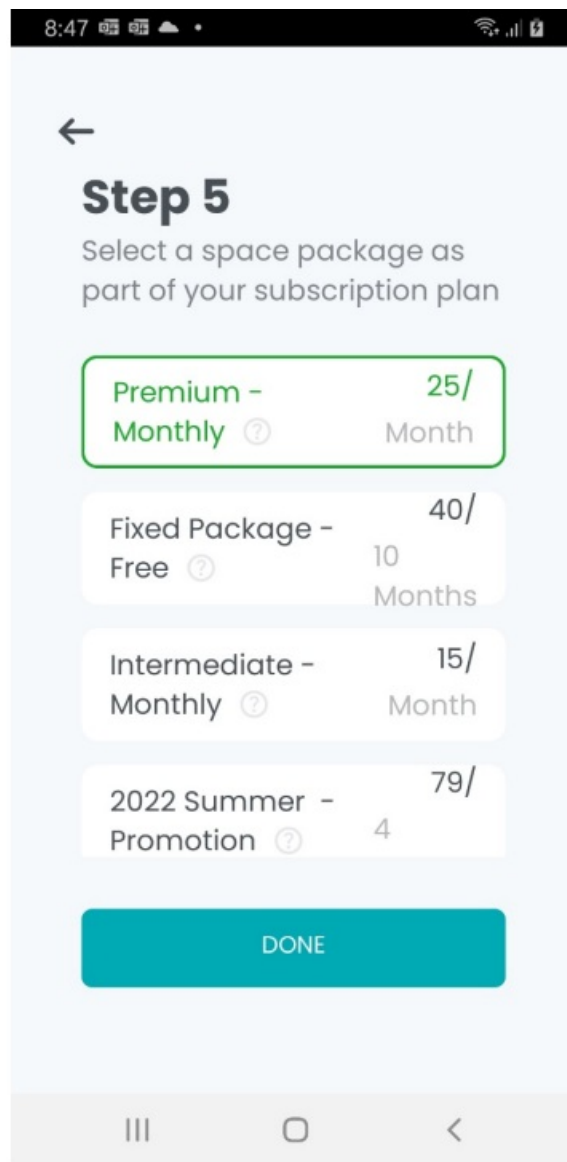 8:47
Step 5
Select a space package as
part of your subscription plan
Premium -
Monthly ?
25/
Month
Fixed Package -
Free ?
40/
10
Months
Intermediate -
Monthly ?
15/
Month
2022 Summer -
Promotion ?
79/
4
DONE